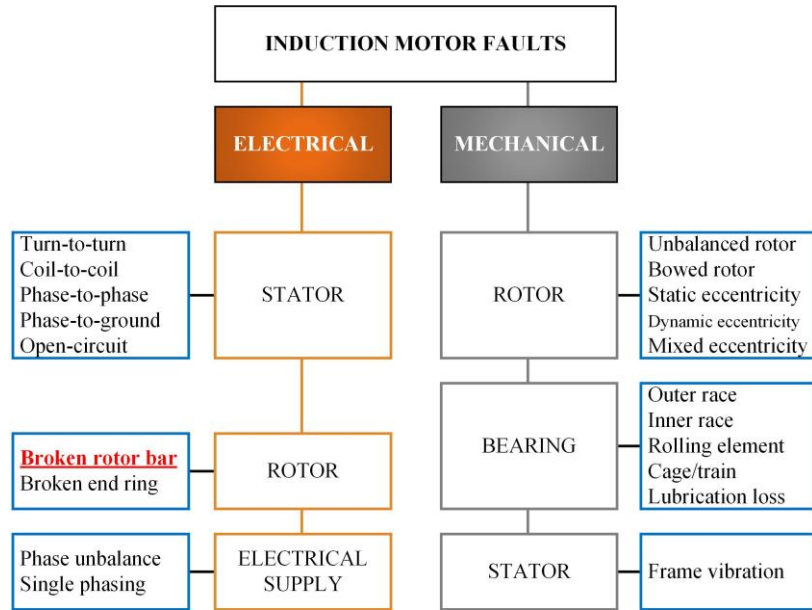 INDUCTION MOTOR FAULTS
ELECTRICAL
MECHANICAL
Turn-to-turn
Coil-to-coil
Phase-to-phase
Phase-to-ground
Open-circuit
STATOR
ROTOR
Unbalanced rotor
Bowed rotor
Static eccentricity
Dynamic eccentricity
Mixed eccentricity
Broken rotor bar
Broken end ring
ROTOR
BEARING
Outer race
Inner race
Rolling element
Cage/train
Lubrication loss
Phase unbalance
Single phasing
ELECTRICAL
SUPPLY
STATOR
Frame vibration